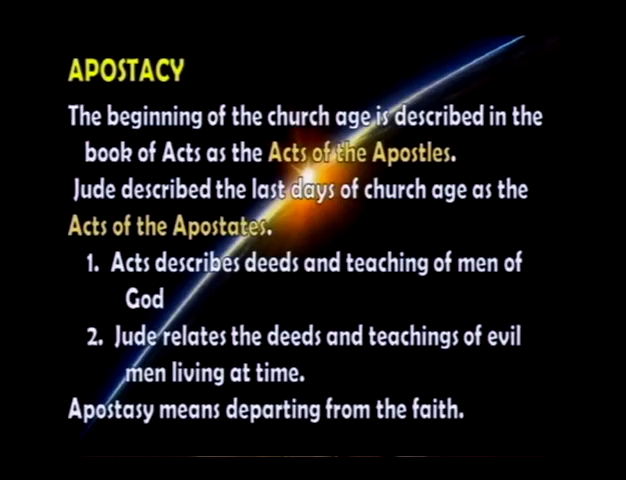 APOSTACY
The beginning of the church age is described in the
book of Acts as the Acts of the Apostles.
Jude described the last days of church age as the
Acts of the Apostates.
1. Acts describes deeds and teaching of men of
God
2. Jude relates the deeds and teachings of evil
men living at time.
Apostasy means departing from the faith.